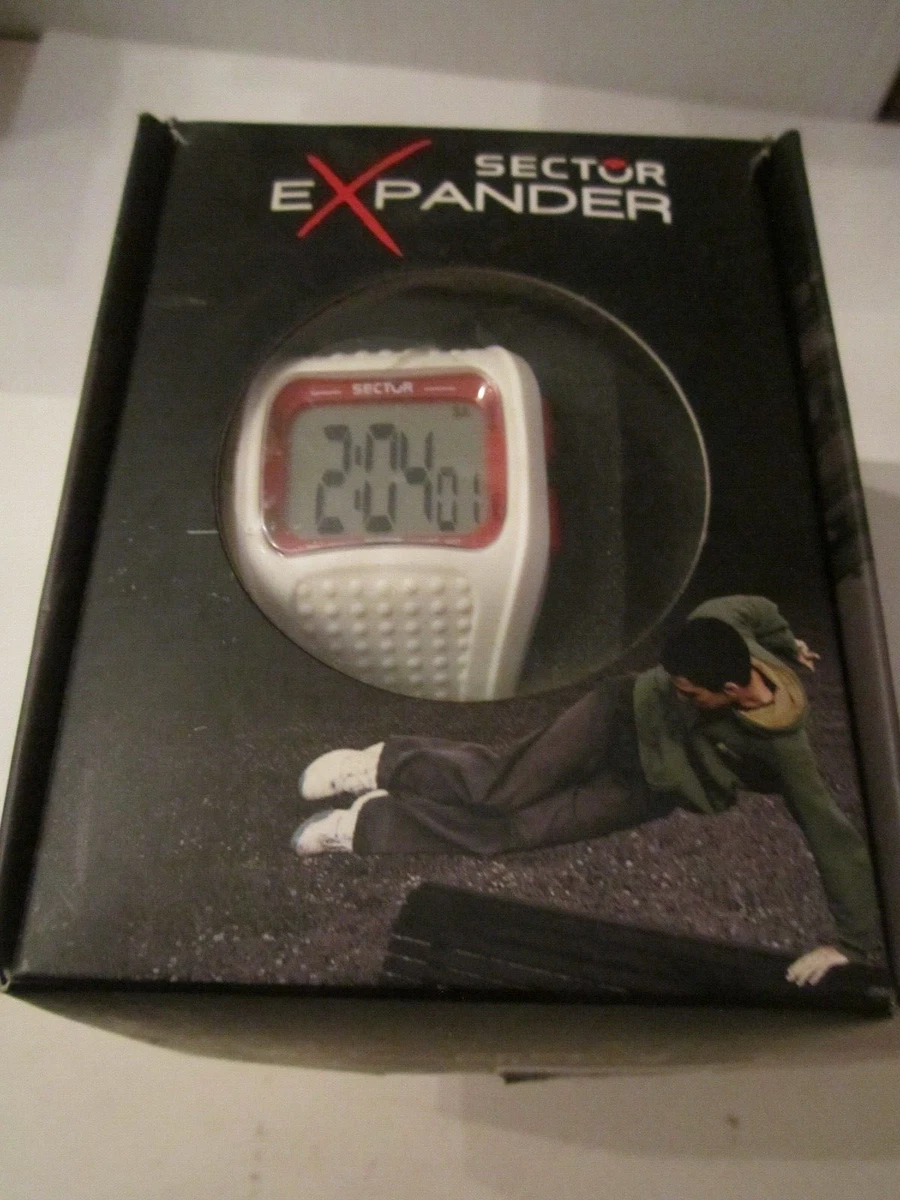 SECTOR
EXPANDER
SECTOR
2:04 01